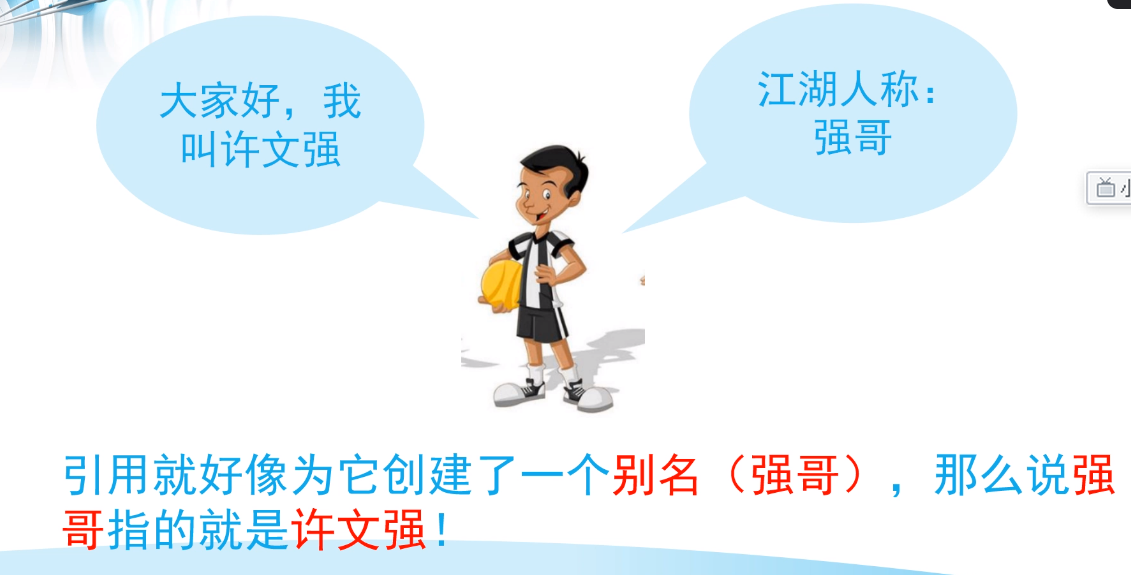 大家好，我
叫许文强
江湖人称：
强哥
引用就好像为它创建了一个别名（强哥），那么说强
哥指的就是许文强！